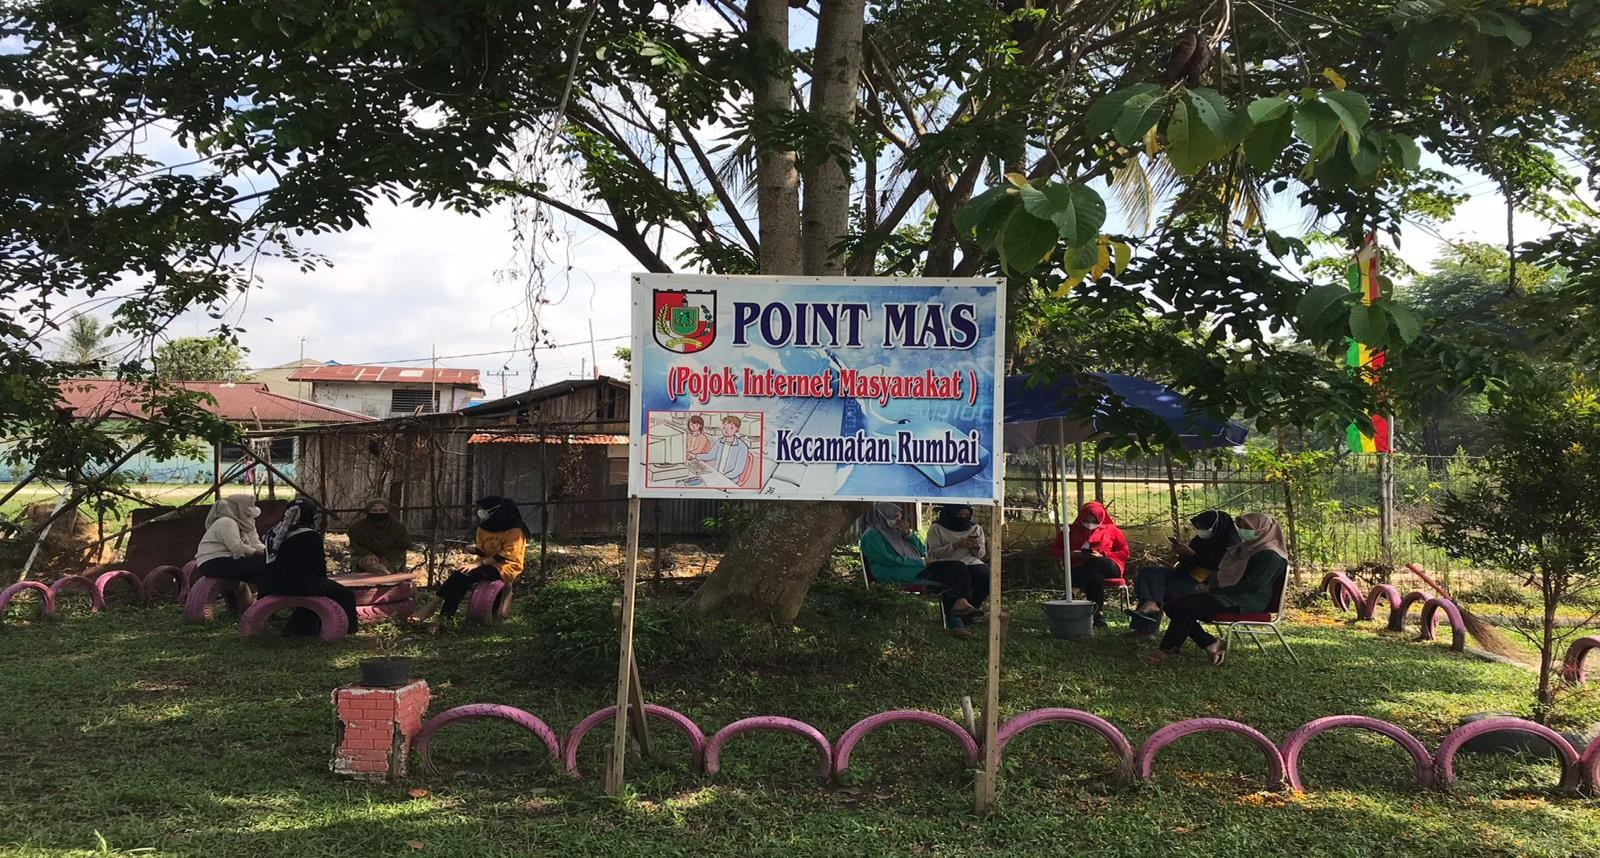 POINT MAS
(Pojok Internet Masyarakat )
Kecamatan Rumbai